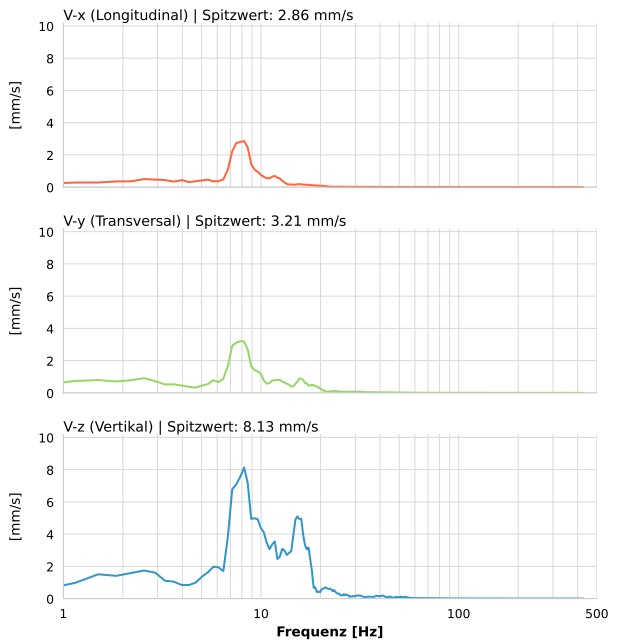 V-x (Longitudinal) | Spitzwert: 2.86 mm/s
10
8
6
4
2
0
[mm/s]
V-y (Transversal) | Spitzwert: 3.21 mm/s
10
8
6
4
2
0
[mm/s]
V-z (Vertikal) | Spitzwert: 8.13 mm/s
10
8
6
4
2
0
[mm/s]
1 10 100 500
Frequenz [Hz]